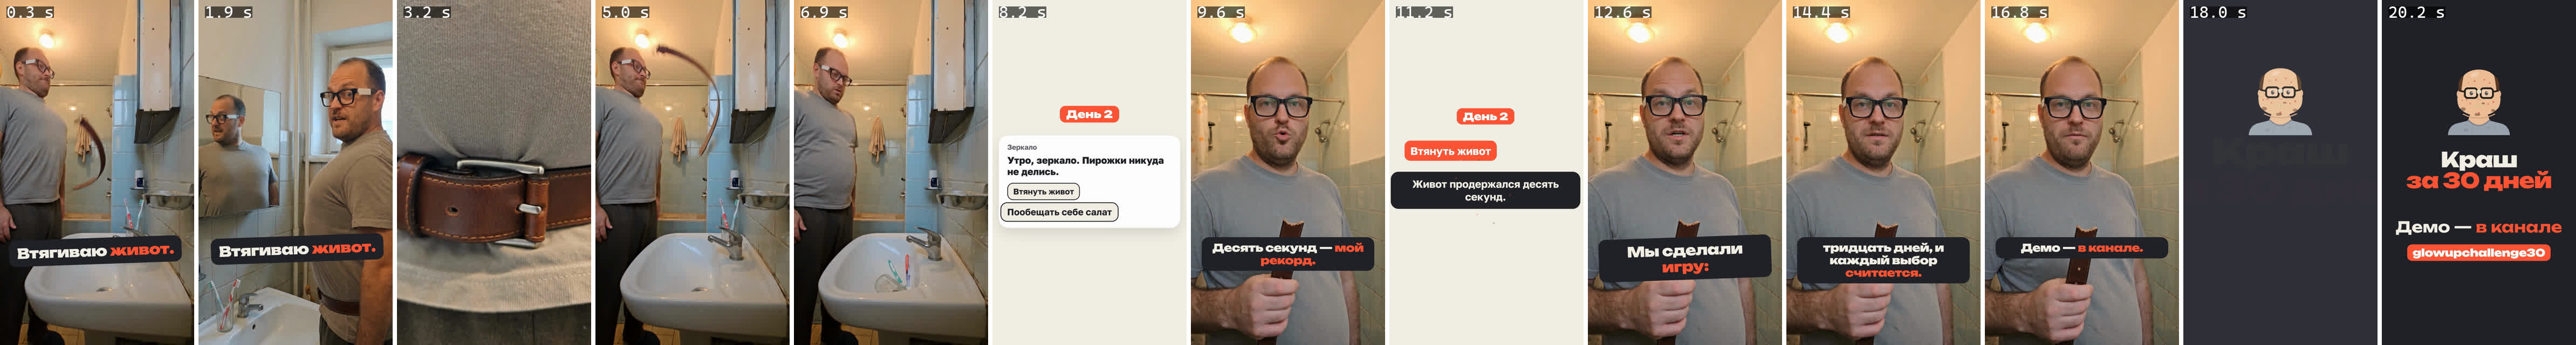 0.3 s
Втягиваю живот.
1.9 s
Втягиваю живот.
3.2 s
5.0 s
6.9 s
8.2 s
День 2
Зеркало
Утро, зеркало. Пирожки никуда
не делись.
Втянуть живот
Пообещать себе салат
9.6 s
Десять секунд — мой
рекорд.
11.2 s
День 2
Втянуть живот
Живот продержался десять
секунд.
12.6 s
Мы сделали
игру:
14.4 s
тридцать дней, и
каждый выбор
считается.
16.8 s
Демо — в канале.
18.0 s
Краш
20.2 s
Краш
за 30 дней
Демо — в канале
glowupchallenge30